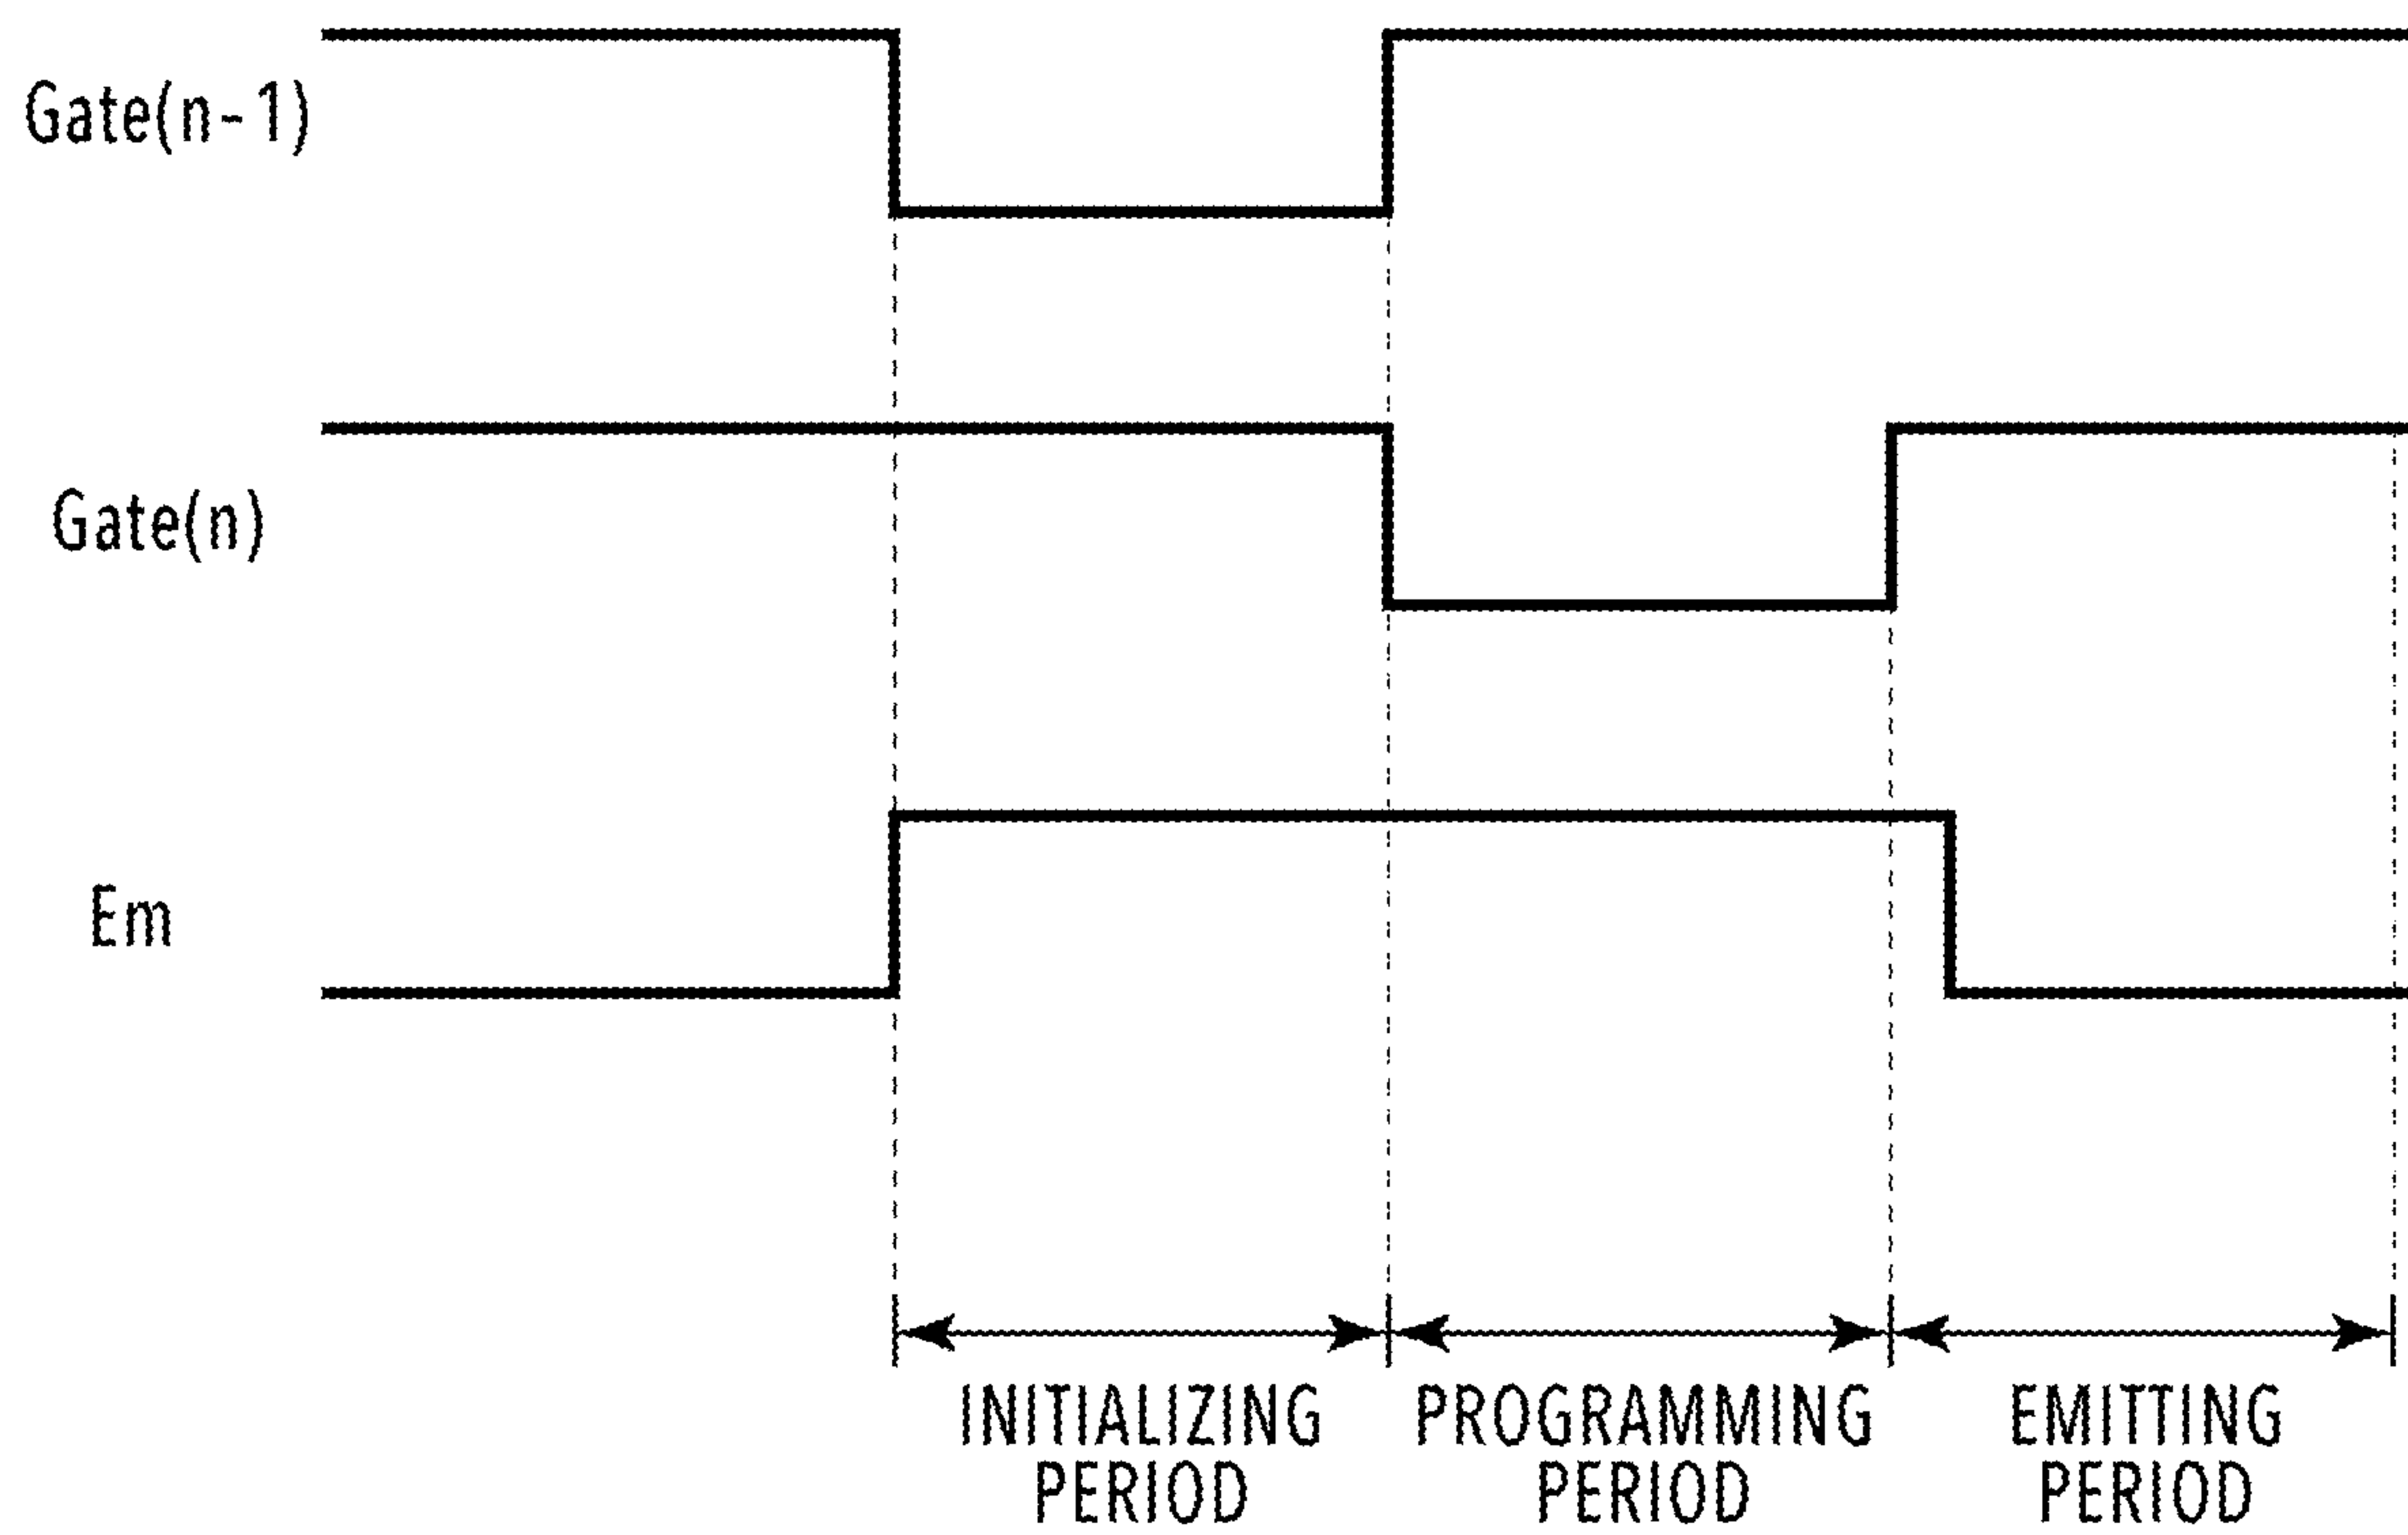 Gate(n-1)
Gate(n)
Em
INITIALIZING
PERIOD
PROGRAMMING
PERIOD
EMITTING
PERIOD